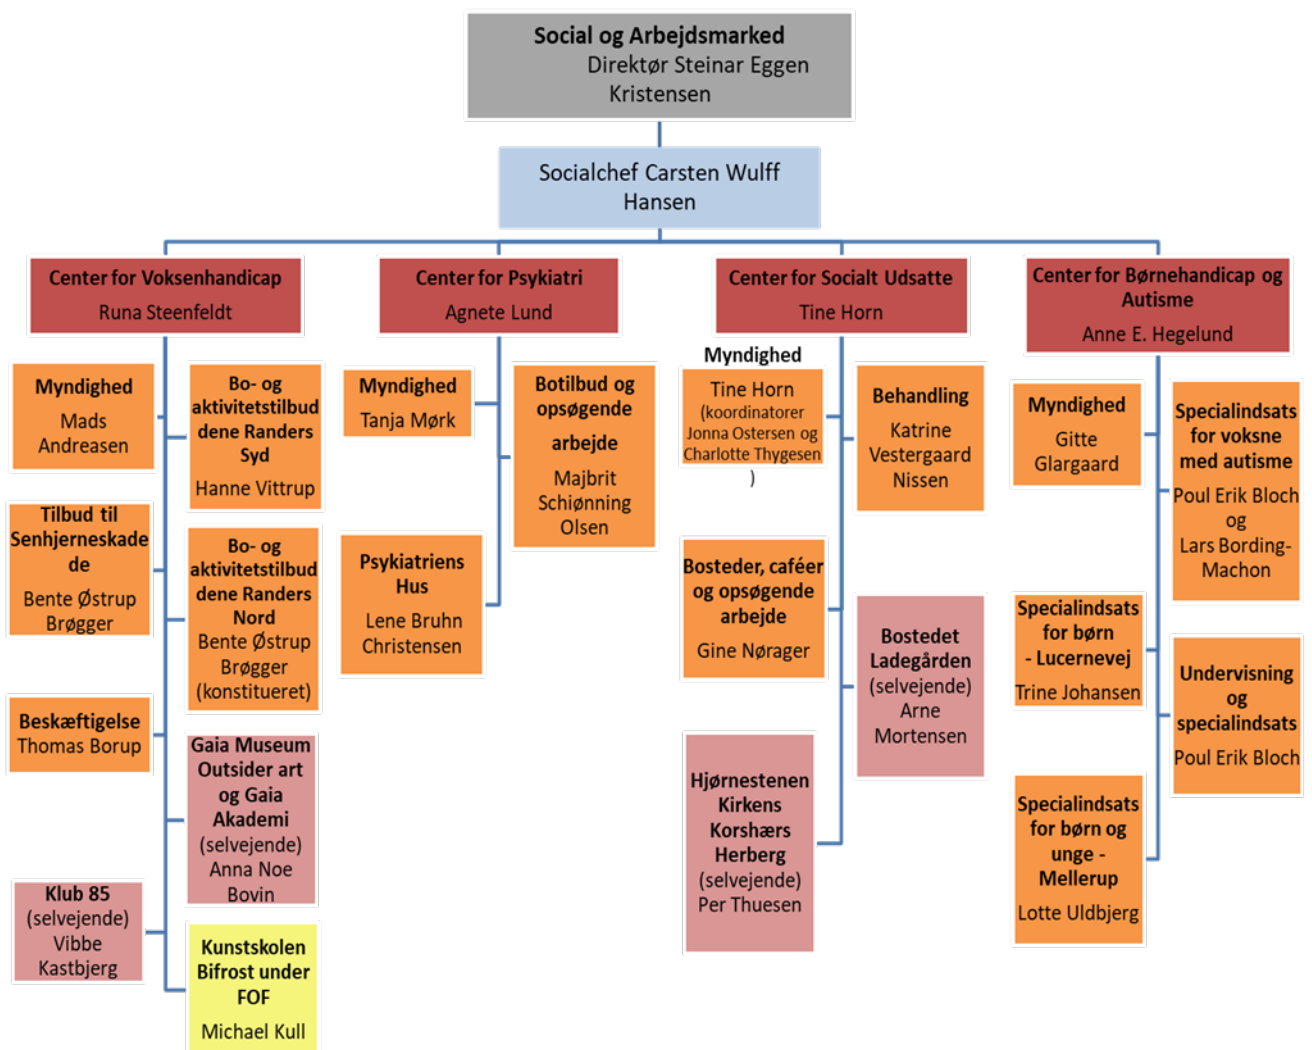 Social og Arbejdsmarked
Direktør Steinar Eggen
Kristensen
Socialchef Carsten Wulff
Hansen
Center for Voksenhandicap
Runa Steenfeldt
Myndighed
Mads
Andreasen
Bo- og
aktivitetstilbud
dene Randers
Syd
Hanne Vittrup
Tilbud til
Senhjerneskade
de
Bente Østrup
Brøgger
Bo- og
aktivitetstilbud
dene Randers
Nord
Bente Østrup
Brøgger
(konstitueret)
Beskæftigelse
Thomas Borup
Gaia Museum
Outsider art
og Gaia
Akademi
(selvejende)
Anna Noe
Bovin
Klub 85
(selvejende)
Vibbe
Kastbjerg
Kunstskolen
Bifrost under
FOF
Michael Kull
Center for Psykiatri
Agnete Lund
Myndighed
Tanja Mørk
Botilbud og
opsøgende
arbejde
Majbrit
Schiønning
Olsen
Psykiatriens
Hus
Lene Bruhn
Christensen
Center for Socialt Udsatte
Tine Horn
Myndighed
Tine Horn
(koordinatorer
Jonna Ostersen og
Charlotte Thygesen
)
Behandling
Katrine
Vestergaard
Nissen
Bosteder, caféer
og opsøgende
arbejde
Gine Nørager
Bostedet
Ladegården
(selvejende)
Arne
Mortensen
Hjørnestenen
Kirkens
Korshærs
Herberg
(selvejende)
Per Thuesen
Center for Børnehandicap og
Autisme
Anne E. Hegelund
Myndighed
Gitte
Glargaard
Specialindsats
for voksne
med autisme
Poul Erik Bloch
og
Lars Bording-
Machon
Specialindsats
for børn
- Lucernevej
Trine Johansen
Undervisning
og
specialindsats
Poul Erik Bloch
Specialindsats
for børn og
unge -
Mellerup
Lotte Uldbjerg